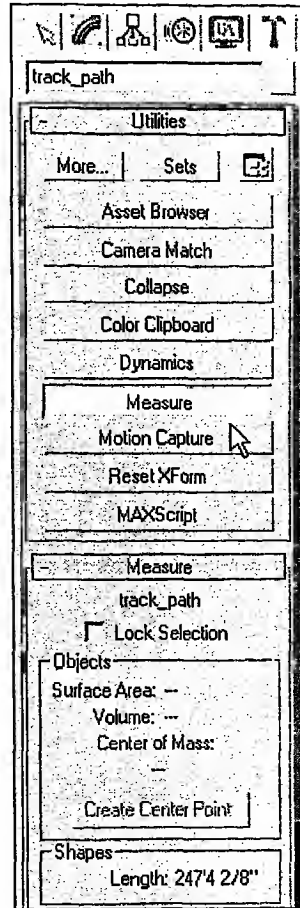 track_path
Utilities
More... Sets
Asset Browser
Camera Match
Collapse
Color Clipboard
Dynamics
Measure
Motion Capture
Reset XForm
MAXScript
Measure
track_path
Lock Selection
Objects
Surface Area: --
Volume: --
Center of Mass:
--
Create Center Point
Shapes
Length: 247'4 2/8"